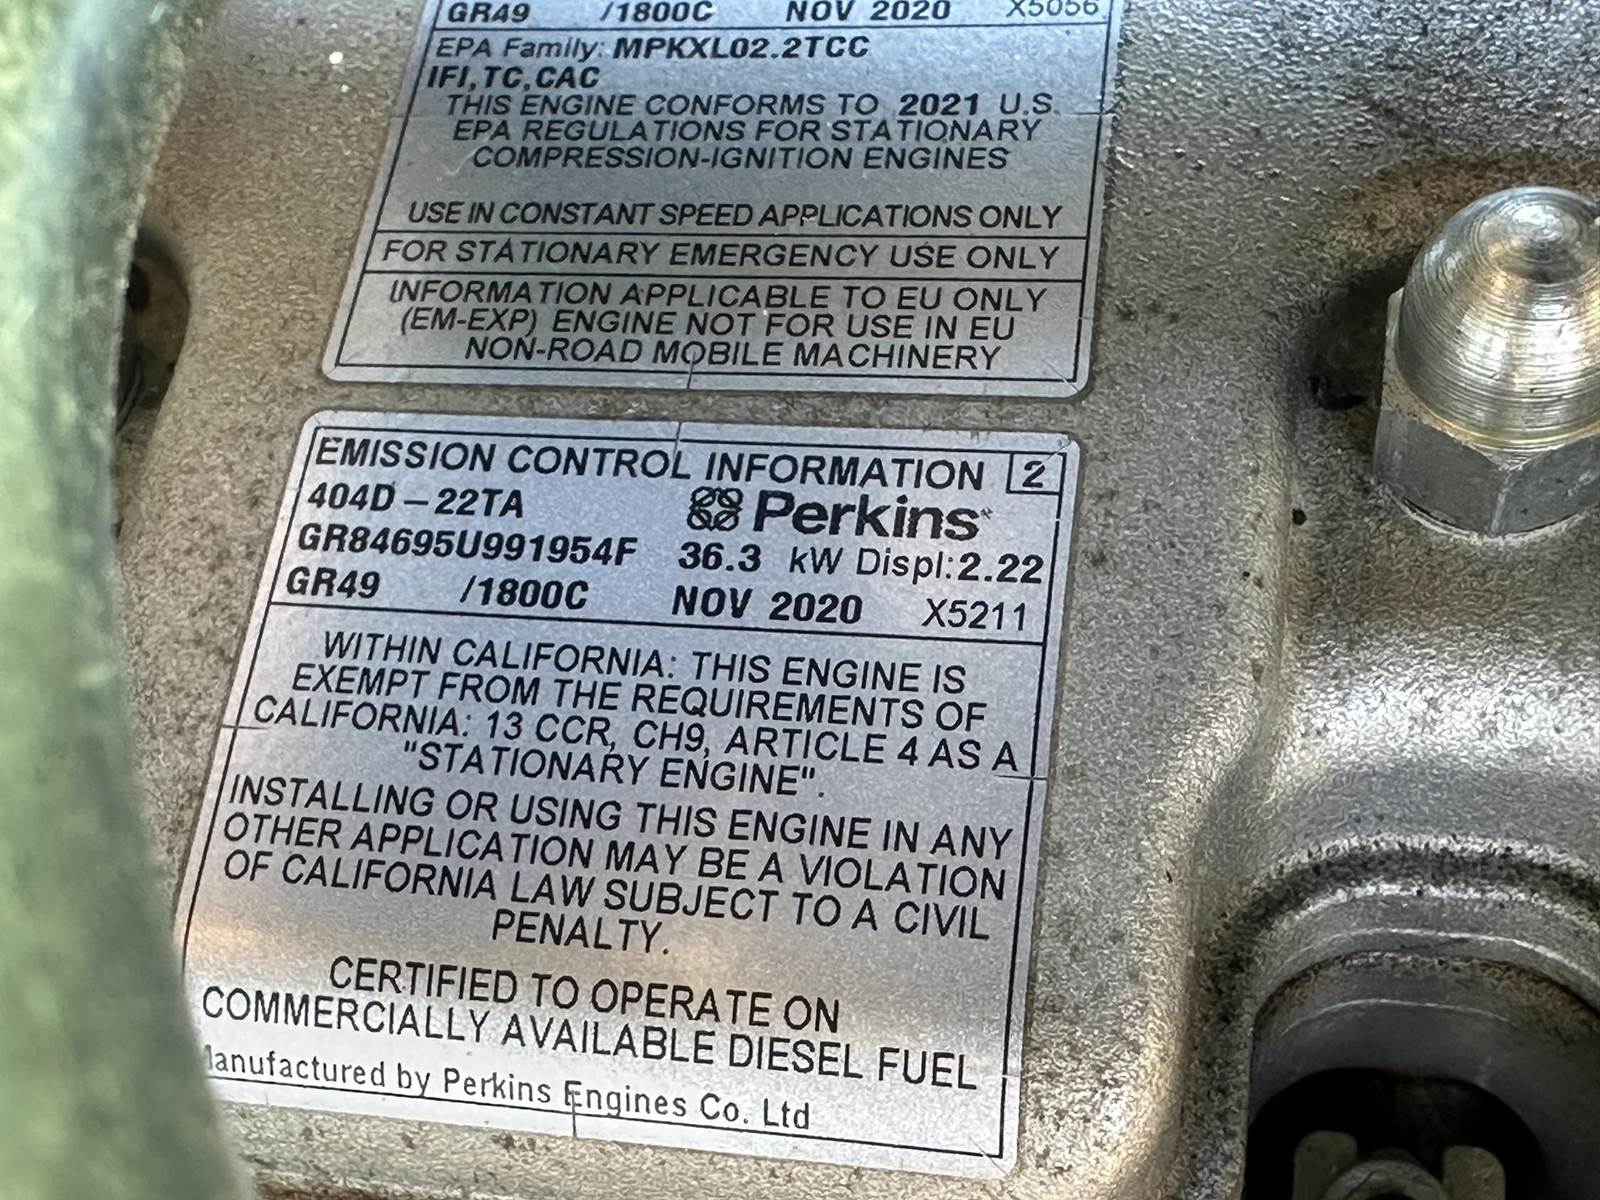 GR49 /1800C NOV 2020 X5056
EPA Family: MPKXL02.2TCC
IFI,TC,CAC
THIS ENGINE CONFORMS TO 2021 U.S.
EPA REGULATIONS FOR STATIONARY
COMPRESSION-IGNITION ENGINES
USE IN CONSTANT SPEED APPLICATIONS ONLY
FOR STATIONARY EMERGENCY USE ONLY
INFORMATION APPLICABLE TO EU ONLY
(EM-EXP) ENGINE NOT FOR USE IN EU
NON-ROAD MOBILE MACHINERY
EMISSION CONTROL INFORMATION 2
404D-22TA Perkins
GR84695U991954F 36.3 kW Displ:2.22
GR49 /1800C NOV 2020 X5211
WITHIN CALIFORNIA: THIS ENGINE IS
EXEMPT FROM THE REQUIREMENTS OF
CALIFORNIA: 13 CCR, CH9, ARTICLE 4 AS A
"STATIONARY ENGINE".
INSTALLING OR USING THIS ENGINE IN ANY
OTHER APPLICATION MAY BE A VIOLATION
OF CALIFORNIA LAW SUBJECT TO A CIVIL
PENALTY.
CERTIFIED TO OPERATE ON
COMMERCIALLY AVAILABLE DIESEL FUEL
Manufactured by Perkins Engines Co. Ltd